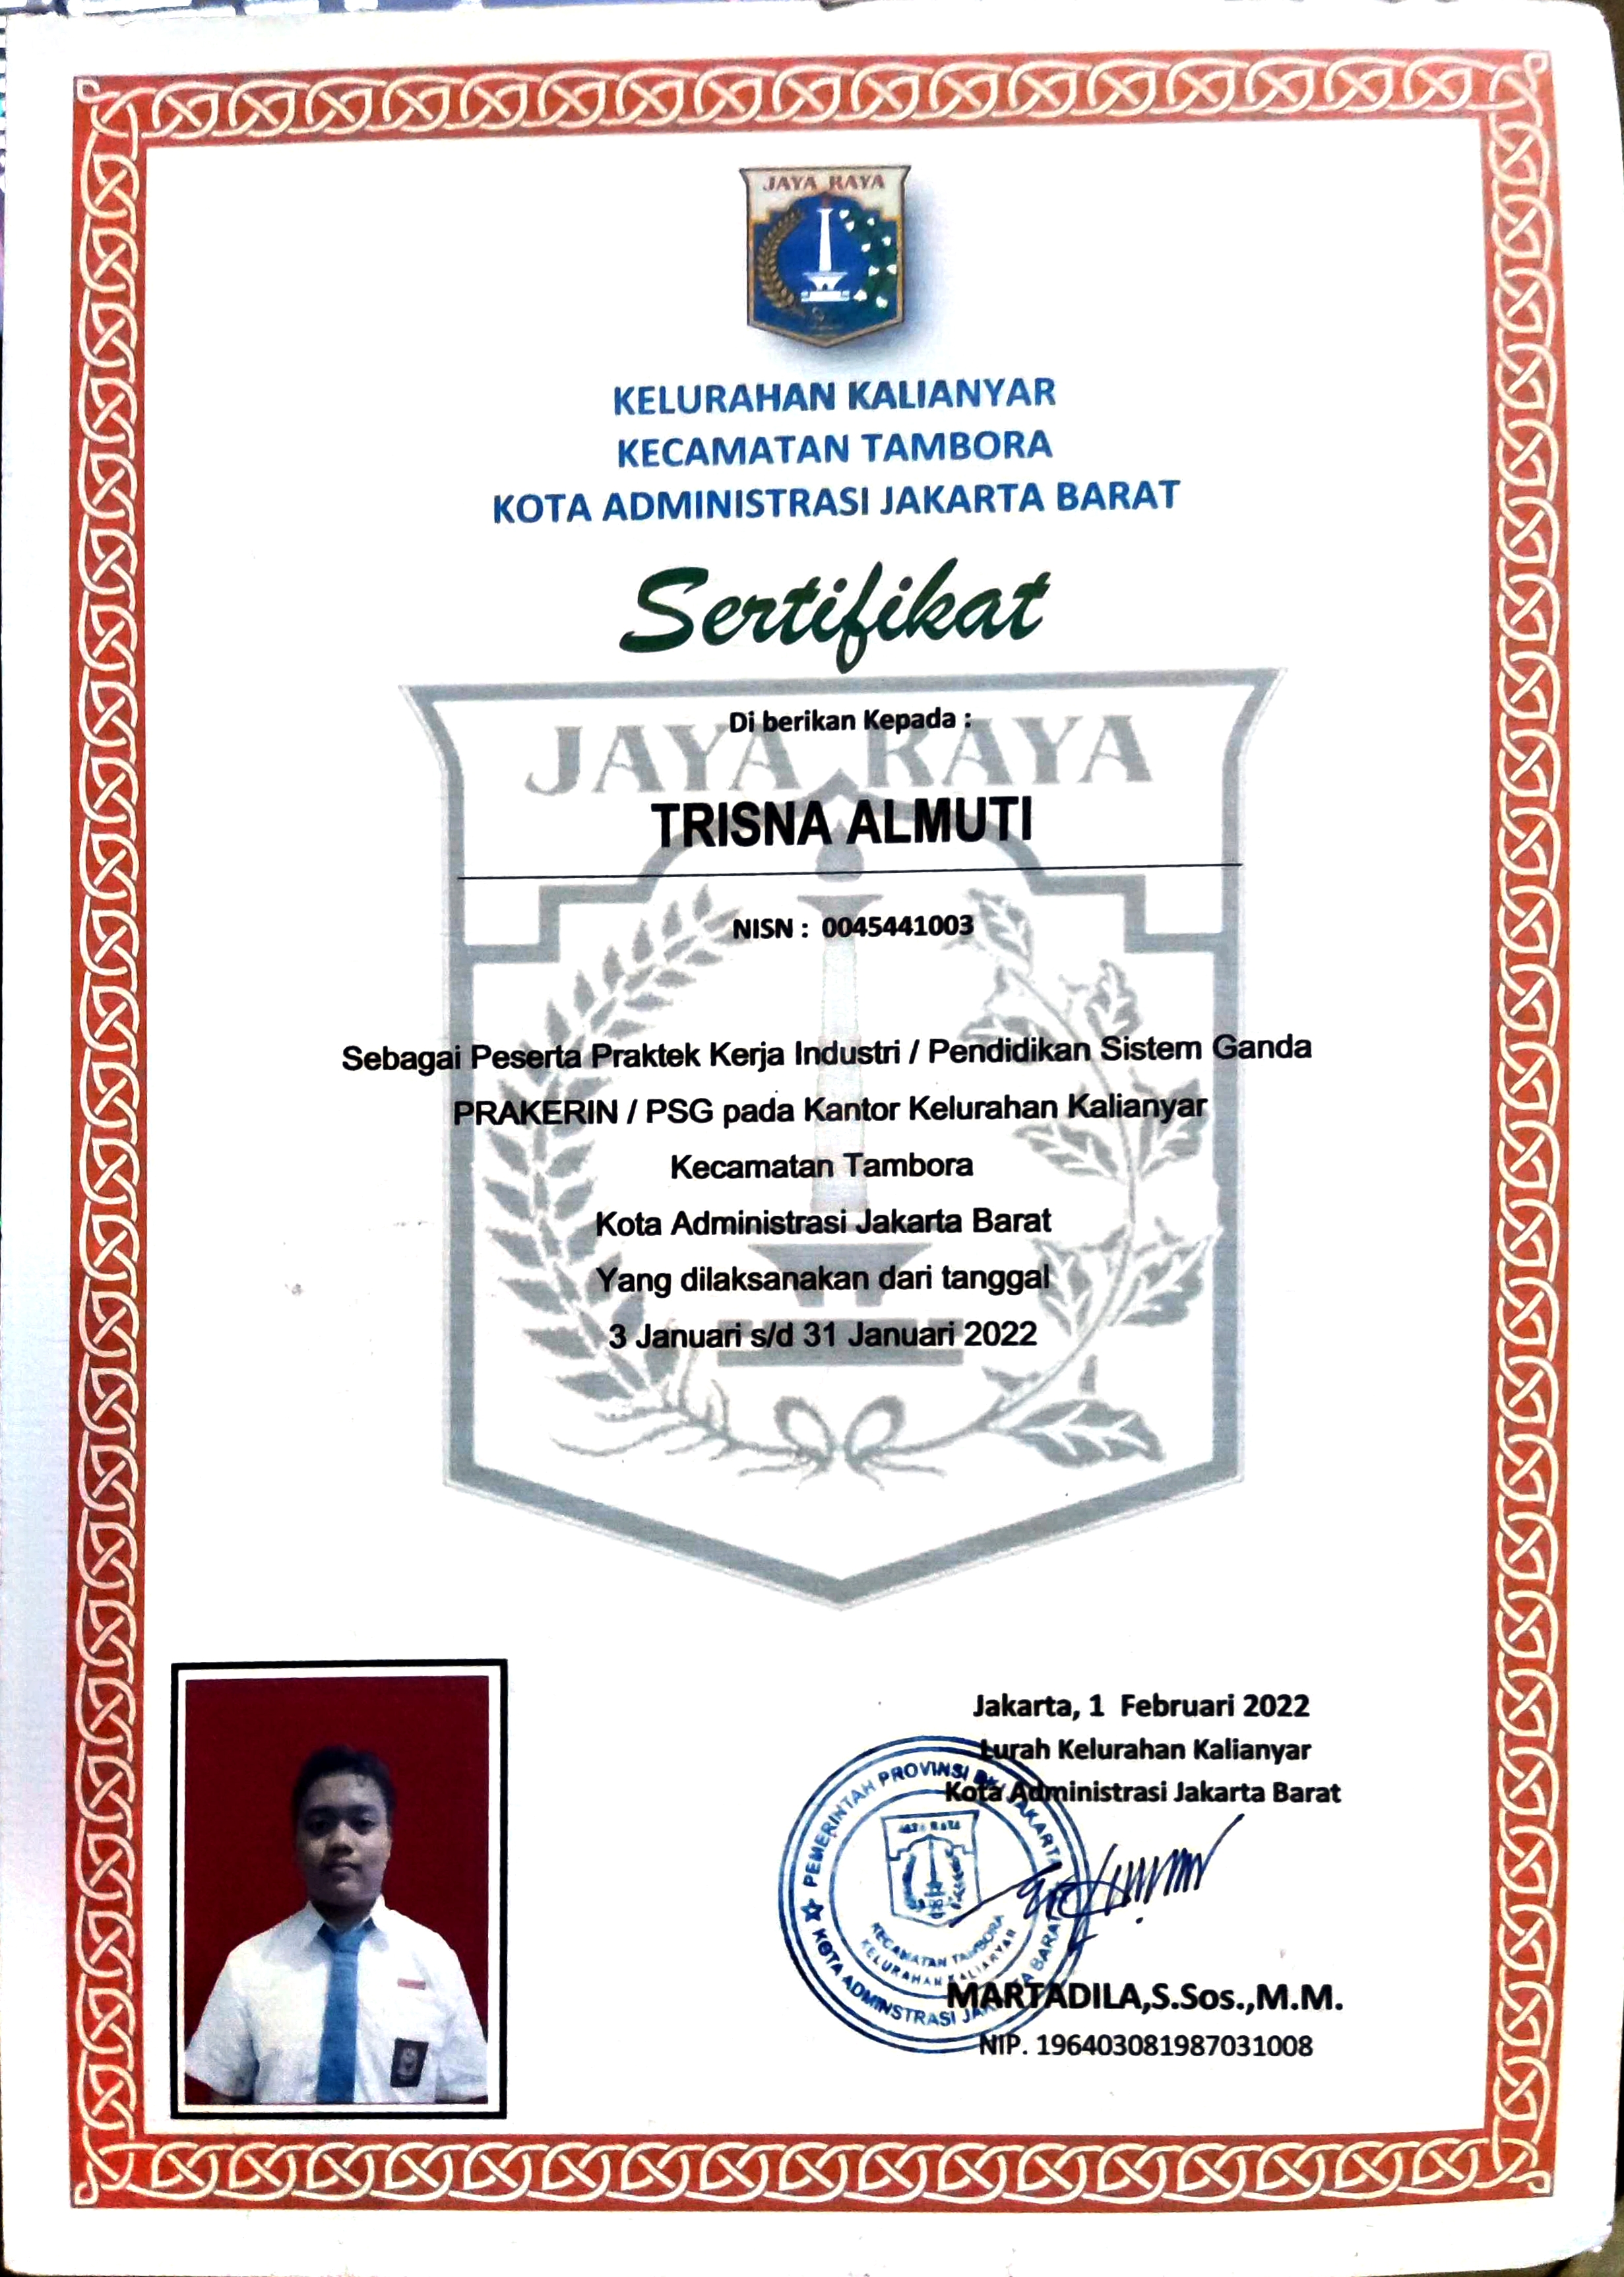 JAYA RAYA
KELURAHAN KALIANYAR
KECAMATAN TAMBORA
KOTA ADMINISTRASI JAKARTA BARAT
Sertifikat
Di berikan Kepada :
JAYA RAYA
TRISNA ALMUTI
NISN : 0045441003
Sebagai Peserta Praktek Kerja Industri / Pendidikan Sistem Ganda
PRAKERIN / PSG pada Kantor Kelurahan Kalianyar
Kecamatan Tambora
Kota Administrasi Jakarta Barat
Yang dilaksanakan dari tanggal
3 Januari s/d 31 Januari 2022
Jakarta, 1 Februari 2022
Lurah Kelurahan Kalianyar
Kota Administrasi Jakarta Barat
PEMERINTAH PROVINSI DKI JAKARTA
JAYA RAYA
KECAMATAN TAMBORA
KELURAHAN KALIANYAR
KOTA ADMINSTRASI JAKARTA BARAT
MARTADILA,S.Sos.,M.M.
NIP. 196403081987031008